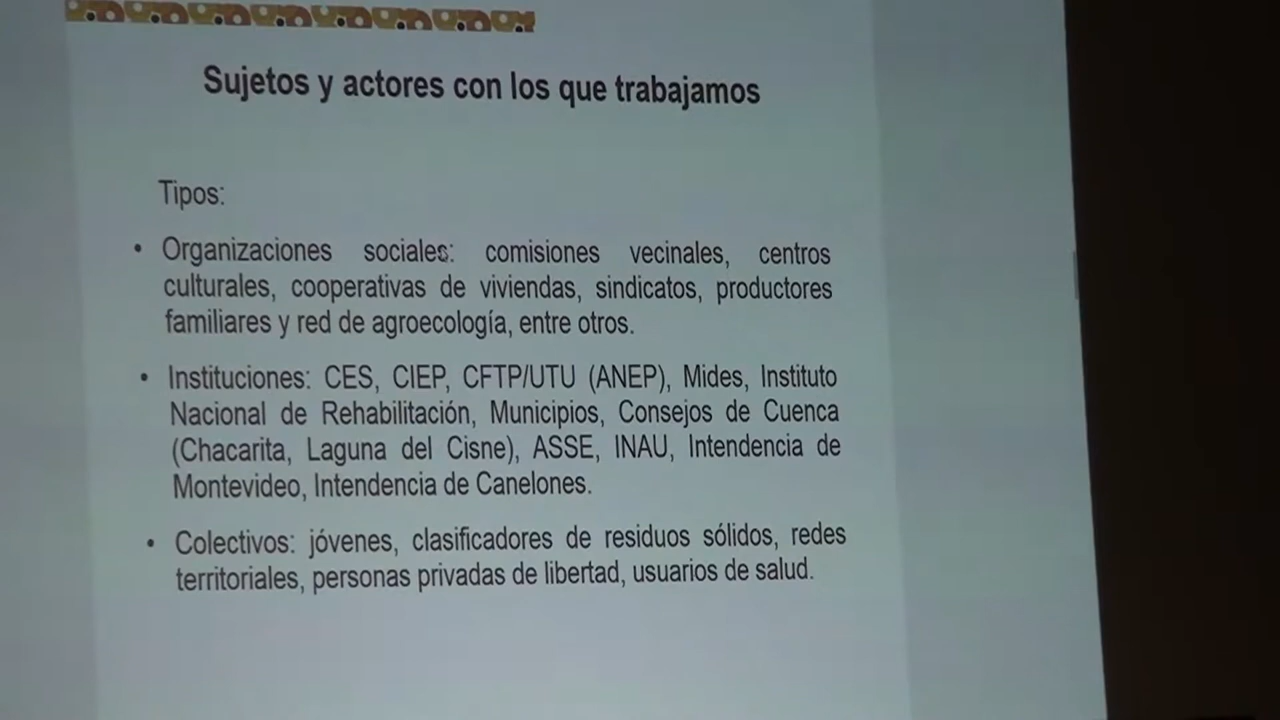 Sujetos y actores con los que trabajamos
Tipos:
• Organizaciones sociales: comisiones vecinales, centros
culturales, cooperativas de viviendas, sindicatos, productores
familiares y red de agroecología, entre otros.
• Instituciones: CES, CIEP, CFTP/UTU (ANEP), Mides, Instituto
Nacional de Rehabilitación, Municipios, Consejos de Cuenca
(Chacarita, Laguna del Cisne), ASSE, INAU, Intendencia de
Montevideo, Intendencia de Canelones.
• Colectivos: jóvenes, clasificadores de residuos sólidos, redes
territoriales, personas privadas de libertad, usuarios de salud.